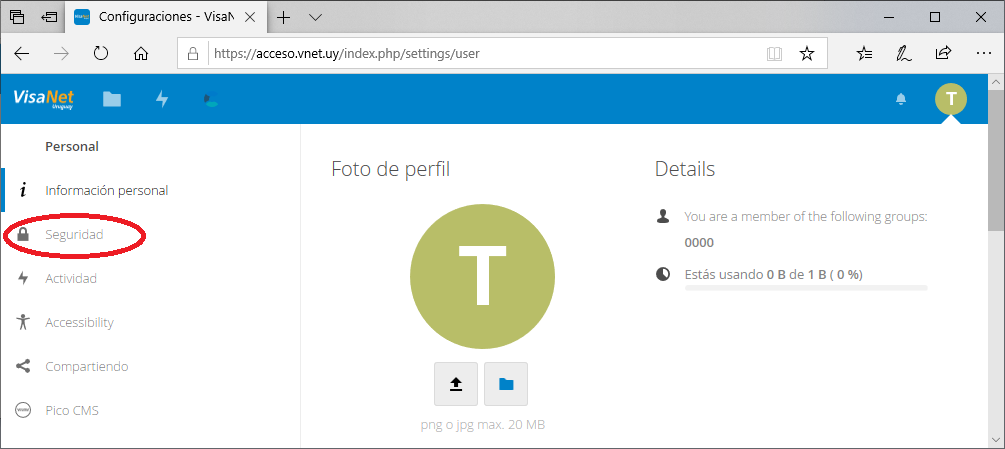 Configuraciones - VisaN
https://acceso.vnet.uy/index.php/settings/user
VisaNet
Uruguay
T
Personal
Información personal
Seguridad
Actividad
Accessibility
Compartiendo
Pico CMS
Foto de perfil
T
png o jpg max. 20 MB
Details
You are a member of the following groups:
0000
Estás usando 0 B de 1 B ( 0 %)